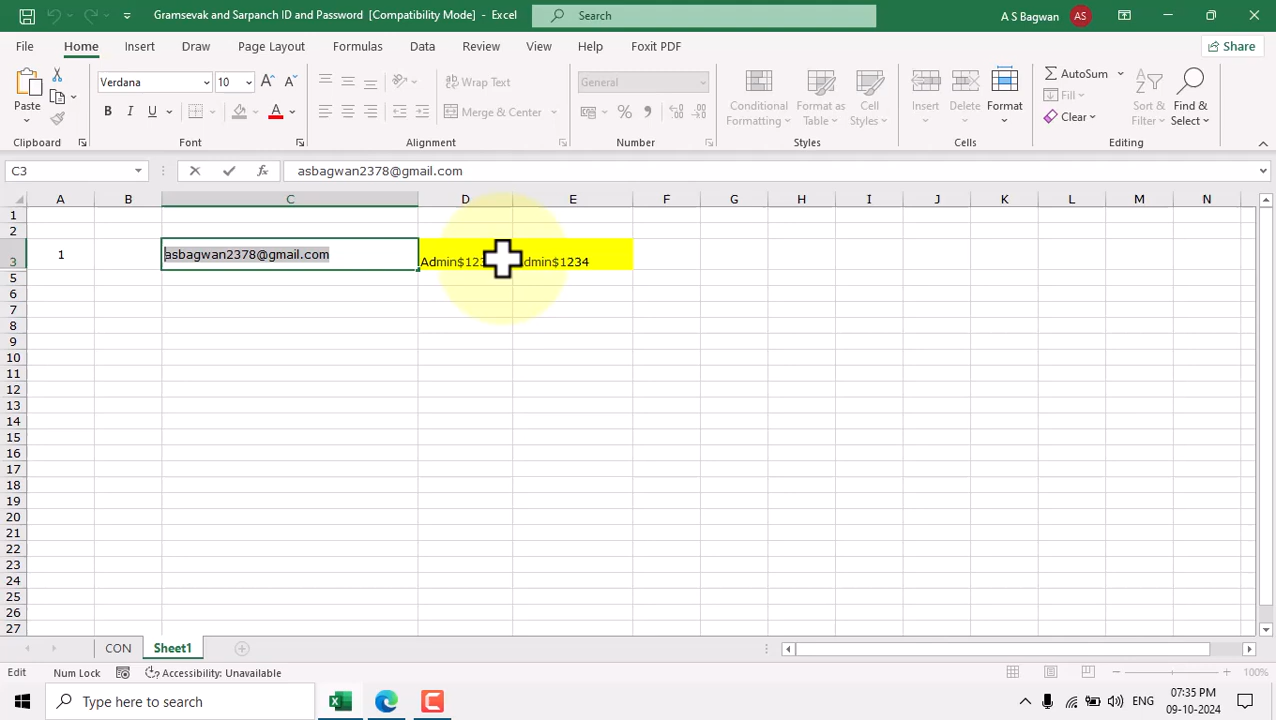 Gramsevak and Sarpanch ID and Password [Compatibility Mode] - Excel
Search
A S Bagwan AS
File Home Insert Draw Page Layout Formulas Data Review View Help Foxit PDF Share
Paste
Verdana 10
B I U
Wrap Text
Merge & Center
General
Conditional Formatting
Format as Table
Cell Styles
Insert Delete Format
AutoSum
Fill
Clear
Sort & Filter
Find & Select
Clipboard Font Alignment Number Styles Cells Editing
C3 fx asbagwan2378@gmail.com
A B C D E F G H I J K L M N
1
2
3 1 asbagwan2378@gmail.com Admin$1234
5
6
7
8
9
10
11
12
13
14
15
16
17
18
19
20
21
22
23
24
25
26
27
CON Sheet1
Edit Num Lock Accessibility: Unavailable 100%
Type here to search
ENG
07:35 PM
09-10-2024